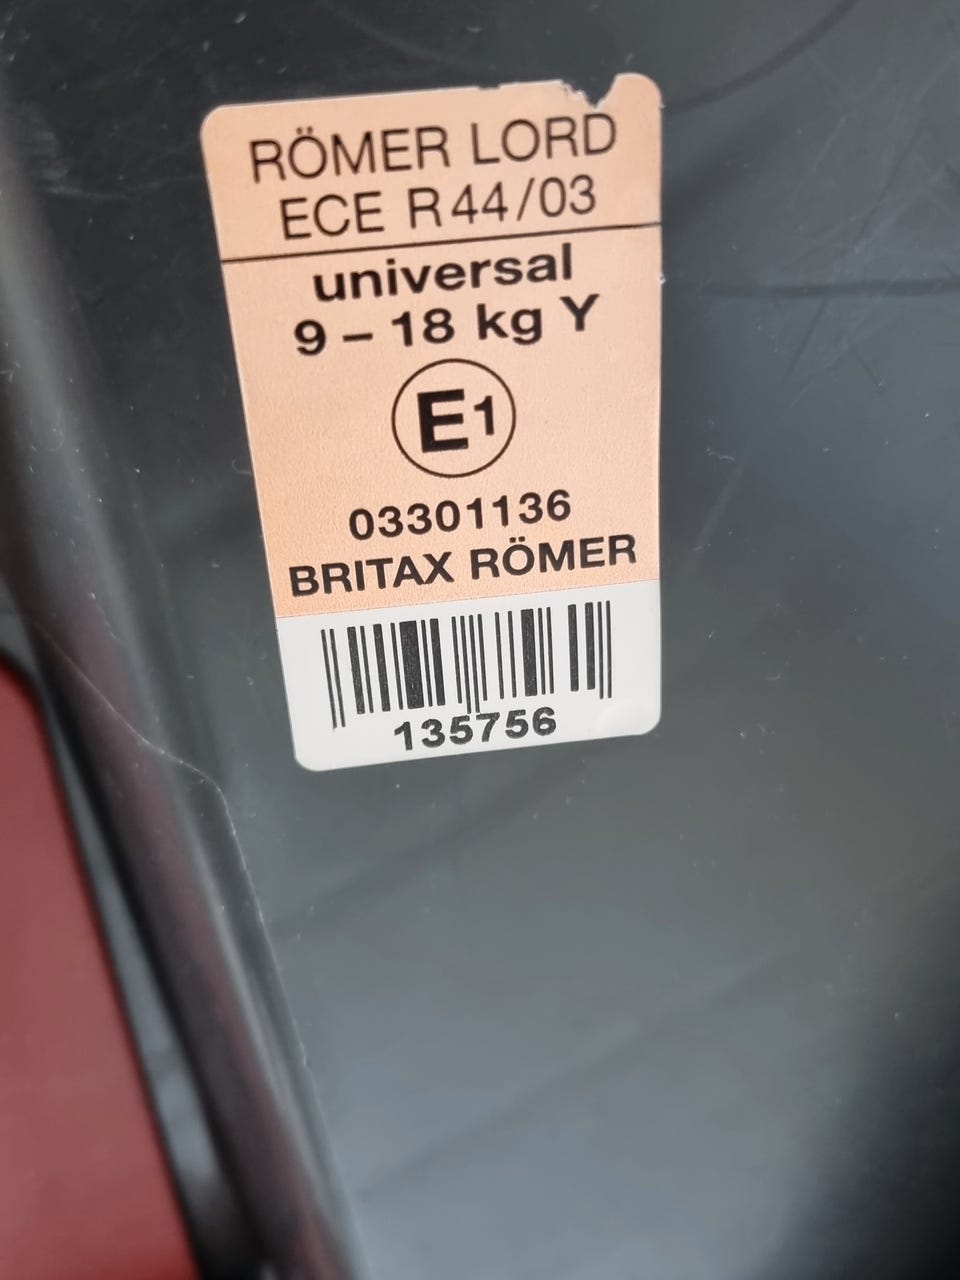 RÖMER LORD
ECE R44/03
universal
9 – 18 kg Y
E1
03301136
BRITAX RÖMER
135756